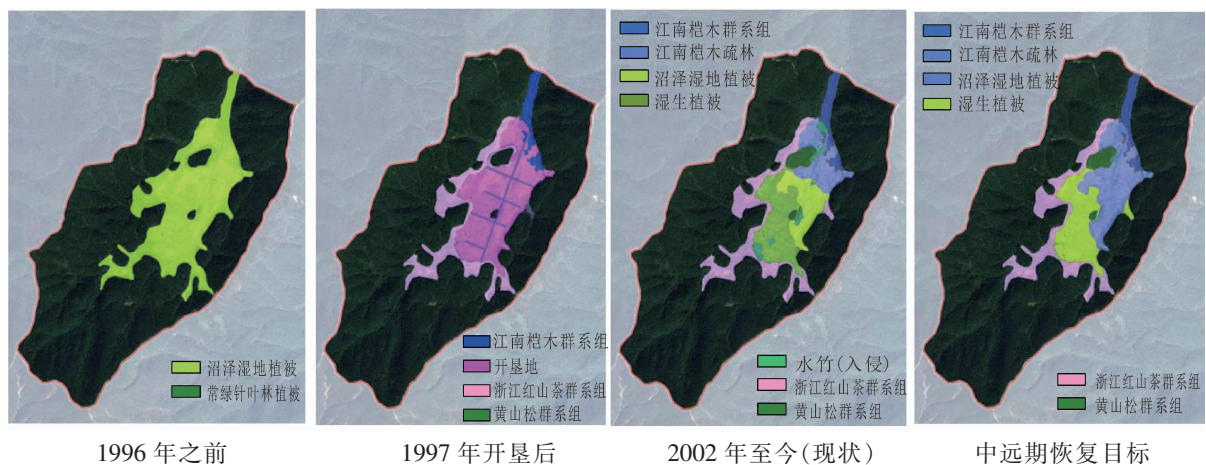 沼泽湿地植被
常绿针叶林植被
1996 年之前
江南桤木群系组
开垦地
浙江红山茶群系组
黄山松群系组
1997 年开垦后
江南桤木群系组
江南桤木疏林
沼泽湿地植被
湿生植被
水竹(入侵)
浙江红山茶群系组
黄山松群系组
2002 年至今(现状)
江南桤木群系组
江南桤木疏林
沼泽湿地植被
湿生植被
浙江红山茶群系组
黄山松群系组
中远期恢复目标